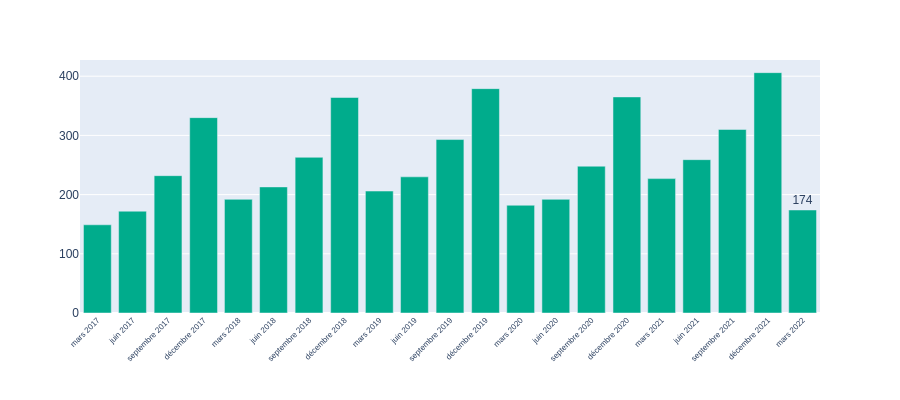 400
300
200
100
0
174
mars 2017
juin 2017
septembre 2017
décembre 2017
mars 2018
juin 2018
septembre 2018
décembre 2018
mars 2019
juin 2019
septembre 2019
décembre 2019
mars 2020
juin 2020
septembre 2020
décembre 2020
mars 2021
juin 2021
septembre 2021
décembre 2021
mars 2022